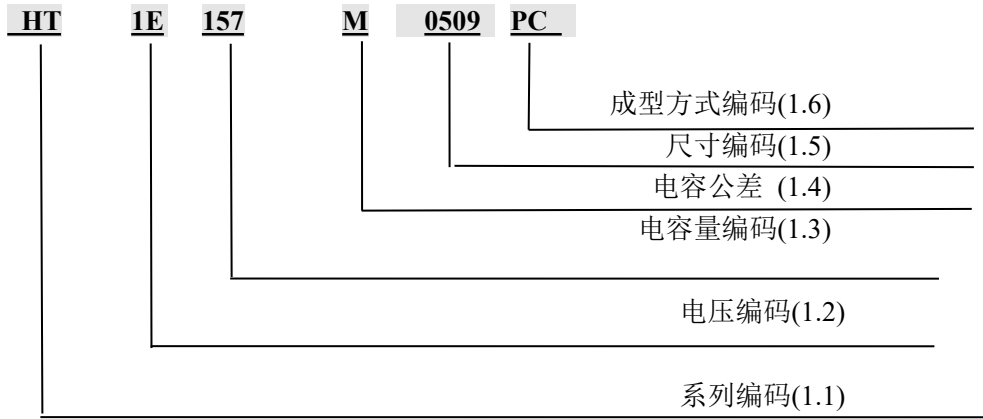 HT 1E 157 M 0509 PC
成型方式编码(1.6)
尺寸编码(1.5)
电容公差 (1.4)
电容量编码(1.3)
电压编码(1.2)
系列编码(1.1)